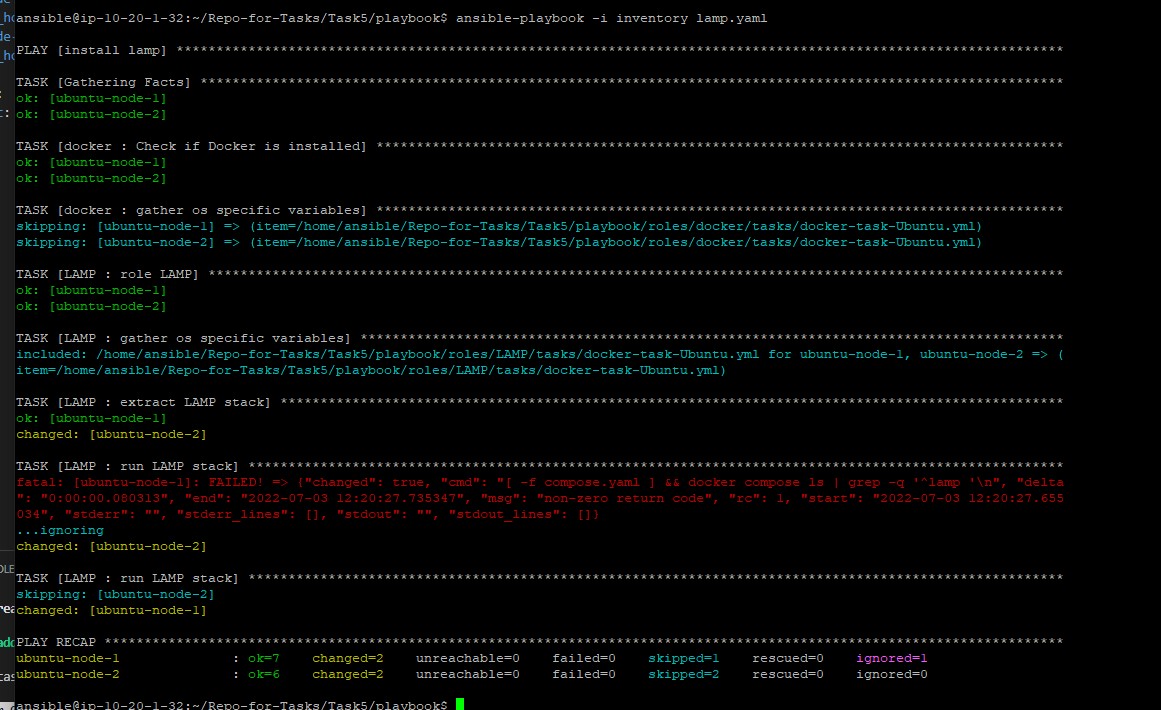 ansible@ip-10-20-1-32:~/Repo-for-Tasks/Task5/playbook$ ansible-playbook -i inventory lamp.yaml
PLAY [install lamp] ***************************************************************************************************************
TASK [Gathering Facts] ************************************************************************************************************
ok: [ubuntu-node-1]
ok: [ubuntu-node-2]
TASK [docker : Check if Docker is installed] **************************************************************************************
ok: [ubuntu-node-1]
ok: [ubuntu-node-2]
TASK [docker : gather os specific variables] **************************************************************************************
skipping: [ubuntu-node-1] => (item=/home/ansible/Repo-for-Tasks/Task5/playbook/roles/docker/tasks/docker-task-Ubuntu.yml)
skipping: [ubuntu-node-2] => (item=/home/ansible/Repo-for-Tasks/Task5/playbook/roles/docker/tasks/docker-task-Ubuntu.yml)
TASK [LAMP : role LAMP] ***********************************************************************************************************
ok: [ubuntu-node-1]
ok: [ubuntu-node-2]
TASK [LAMP : gather os specific variables] ****************************************************************************************
included: /home/ansible/Repo-for-Tasks/Task5/playbook/roles/LAMP/tasks/docker-task-Ubuntu.yml for ubuntu-node-1, ubuntu-node-2 => (
item=/home/ansible/Repo-for-Tasks/Task5/playbook/roles/LAMP/tasks/docker-task-Ubuntu.yml)
TASK [LAMP : extract LAMP stack] **************************************************************************************************
ok: [ubuntu-node-1]
changed: [ubuntu-node-2]
TASK [LAMP : run LAMP stack] ******************************************************************************************************
fatal: [ubuntu-node-1]: FAILED! => {"changed": true, "cmd": "[ -f compose.yaml ] && docker compose ls | grep -q '^lamp '\n", "delta
": "0:00:00.080313", "end": "2022-07-03 12:20:27.735347", "msg": "non-zero return code", "rc": 1, "start": "2022-07-03 12:20:27.655
034", "stderr": "", "stderr_lines": [], "stdout": "", "stdout_lines": []}
...ignoring
changed: [ubuntu-node-2]
TASK [LAMP : run LAMP stack] ******************************************************************************************************
skipping: [ubuntu-node-2]
changed: [ubuntu-node-1]
PLAY RECAP ************************************************************************************************************************
ubuntu-node-1 : ok=7 changed=2 unreachable=0 failed=0 skipped=1 rescued=0 ignored=1
ubuntu-node-2 : ok=6 changed=2 unreachable=0 failed=0 skipped=2 rescued=0 ignored=0
ansible@ip-10-20-1-32:~/Repo-for-Tasks/Task5/playbook$